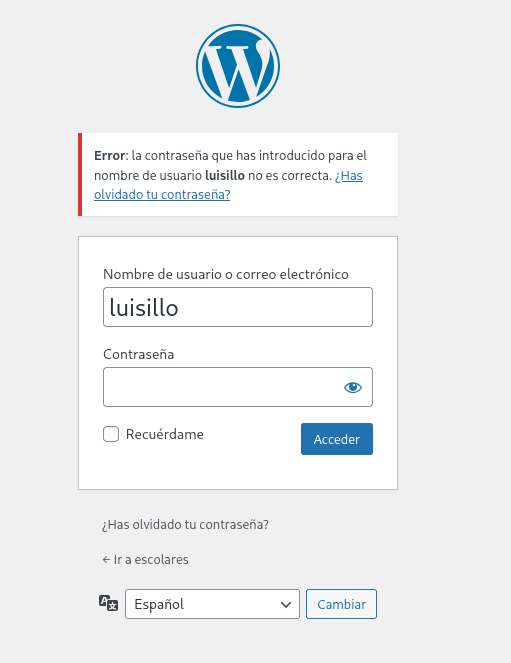 Error: la contraseña que has introducido para el
nombre de usuario luisillo no es correcta. ¿Has
olvidado tu contraseña?
Nombre de usuario o correo electrónico
luisillo
Contraseña
Recuérdame
Acceder
¿Has olvidado tu contraseña?
← Ir a escolares
Español
Cambiar